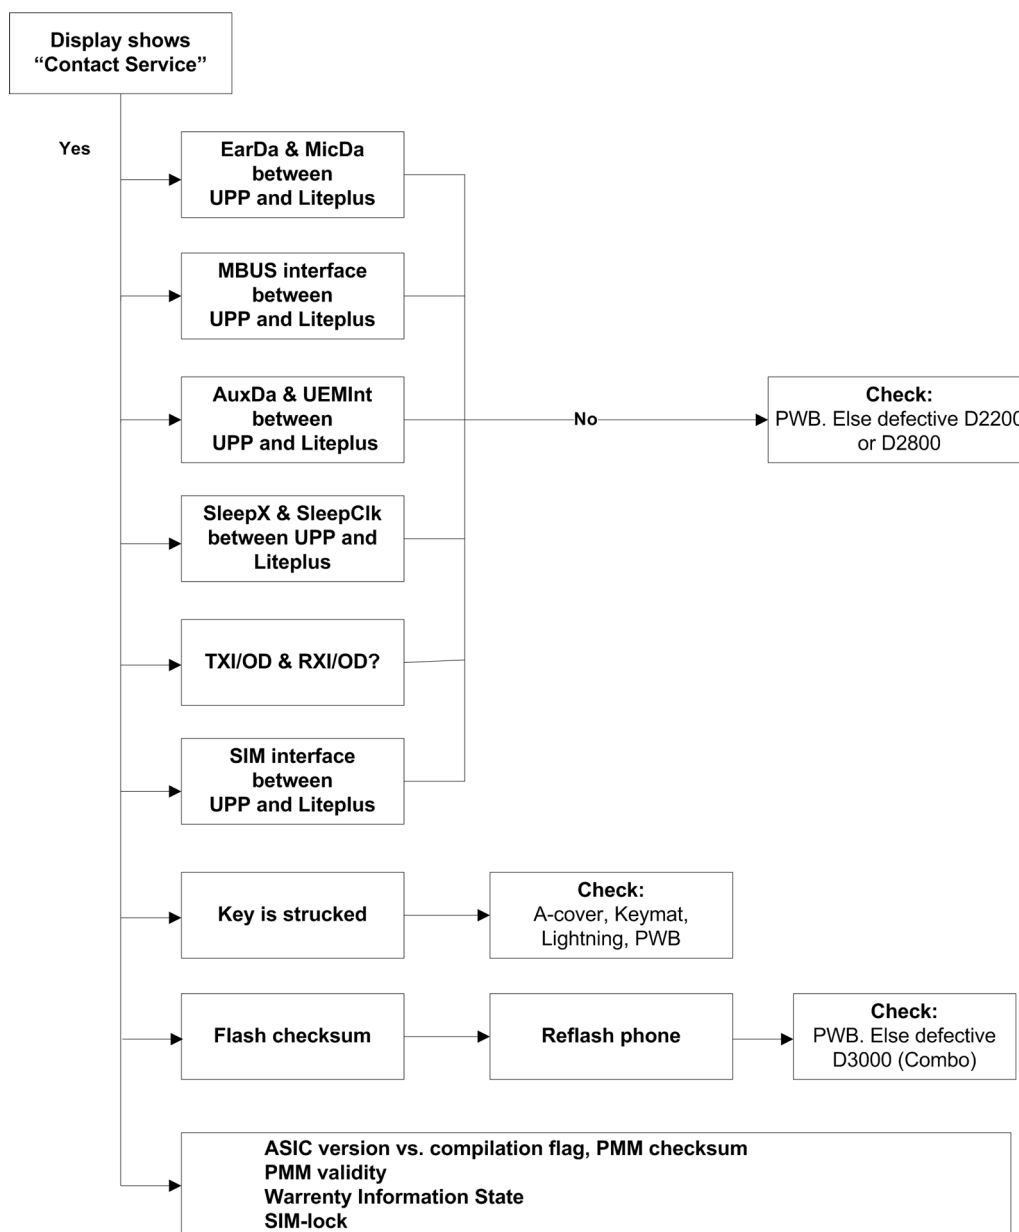 Display shows
“Contact Service”
Yes
EarDa & MicDa
between
UPP and Liteplus
MBUS interface
between
UPP and Liteplus
AuxDa & UEMInt
between
UPP and Liteplus
No
Check:
PWB. Else defective D2200
or D2800
SleepX & SleepClk
between UPP and
Liteplus
TXI/OD & RXI/OD?
SIM interface
between
UPP and Liteplus
Key is strucked
Check:
A-cover, Keymat,
Lightning, PWB
Flash checksum
Reflash phone
Check:
PWB. Else defective
D3000 (Combo)
ASIC version vs. compilation flag, PMM checksum
PMM validity
Warrenty Information State
SIM-lock